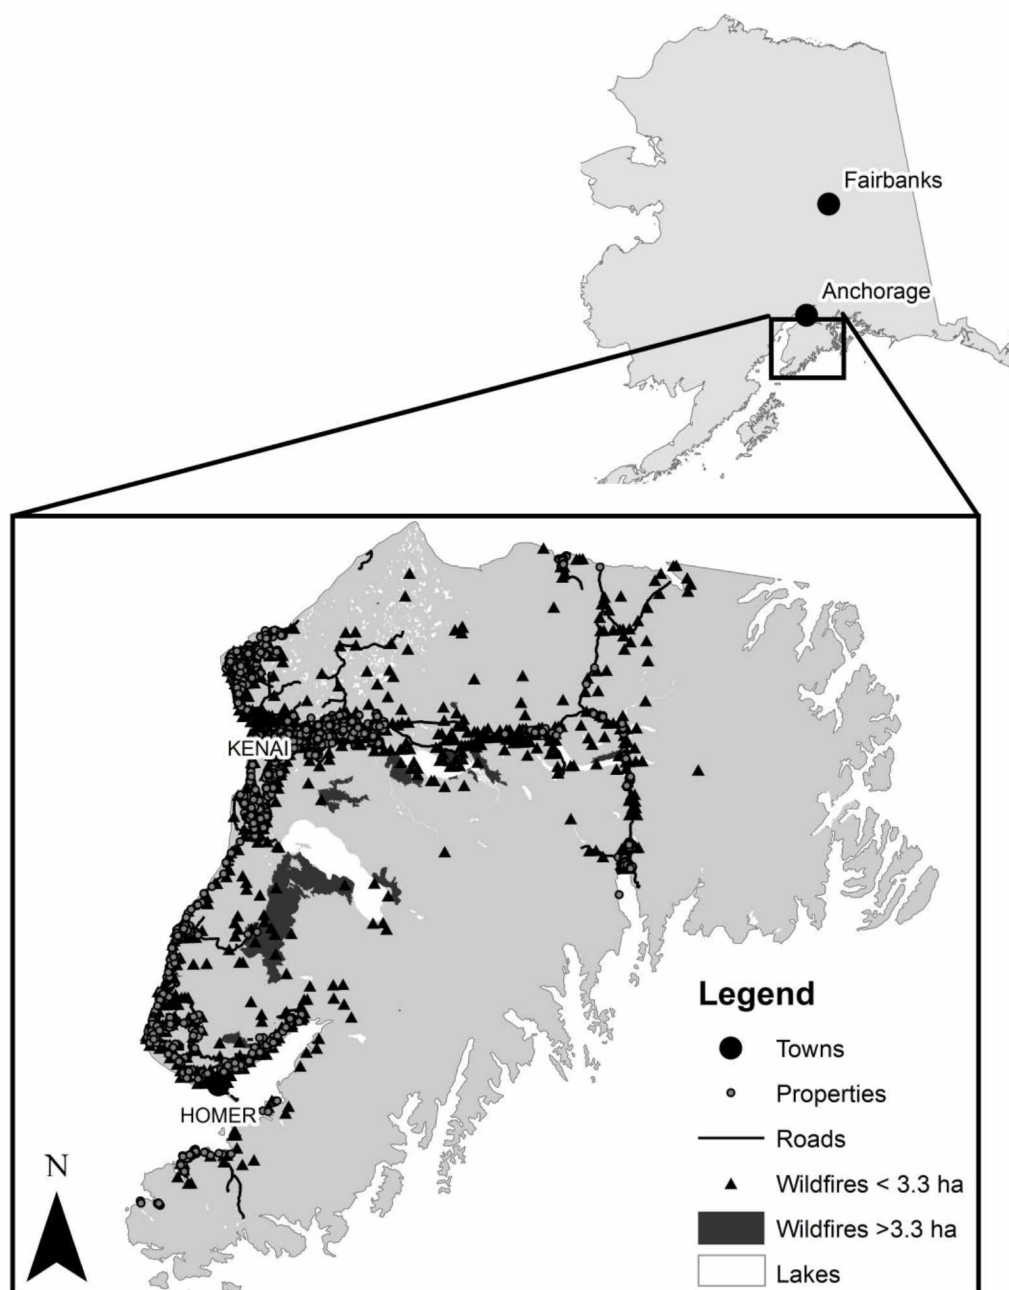 Fairbanks
Anchorage
KENAI
HOMER
N
Legend
Towns
Properties
Roads
Wildfires < 3.3 ha
Wildfires >3.3 ha
Lakes